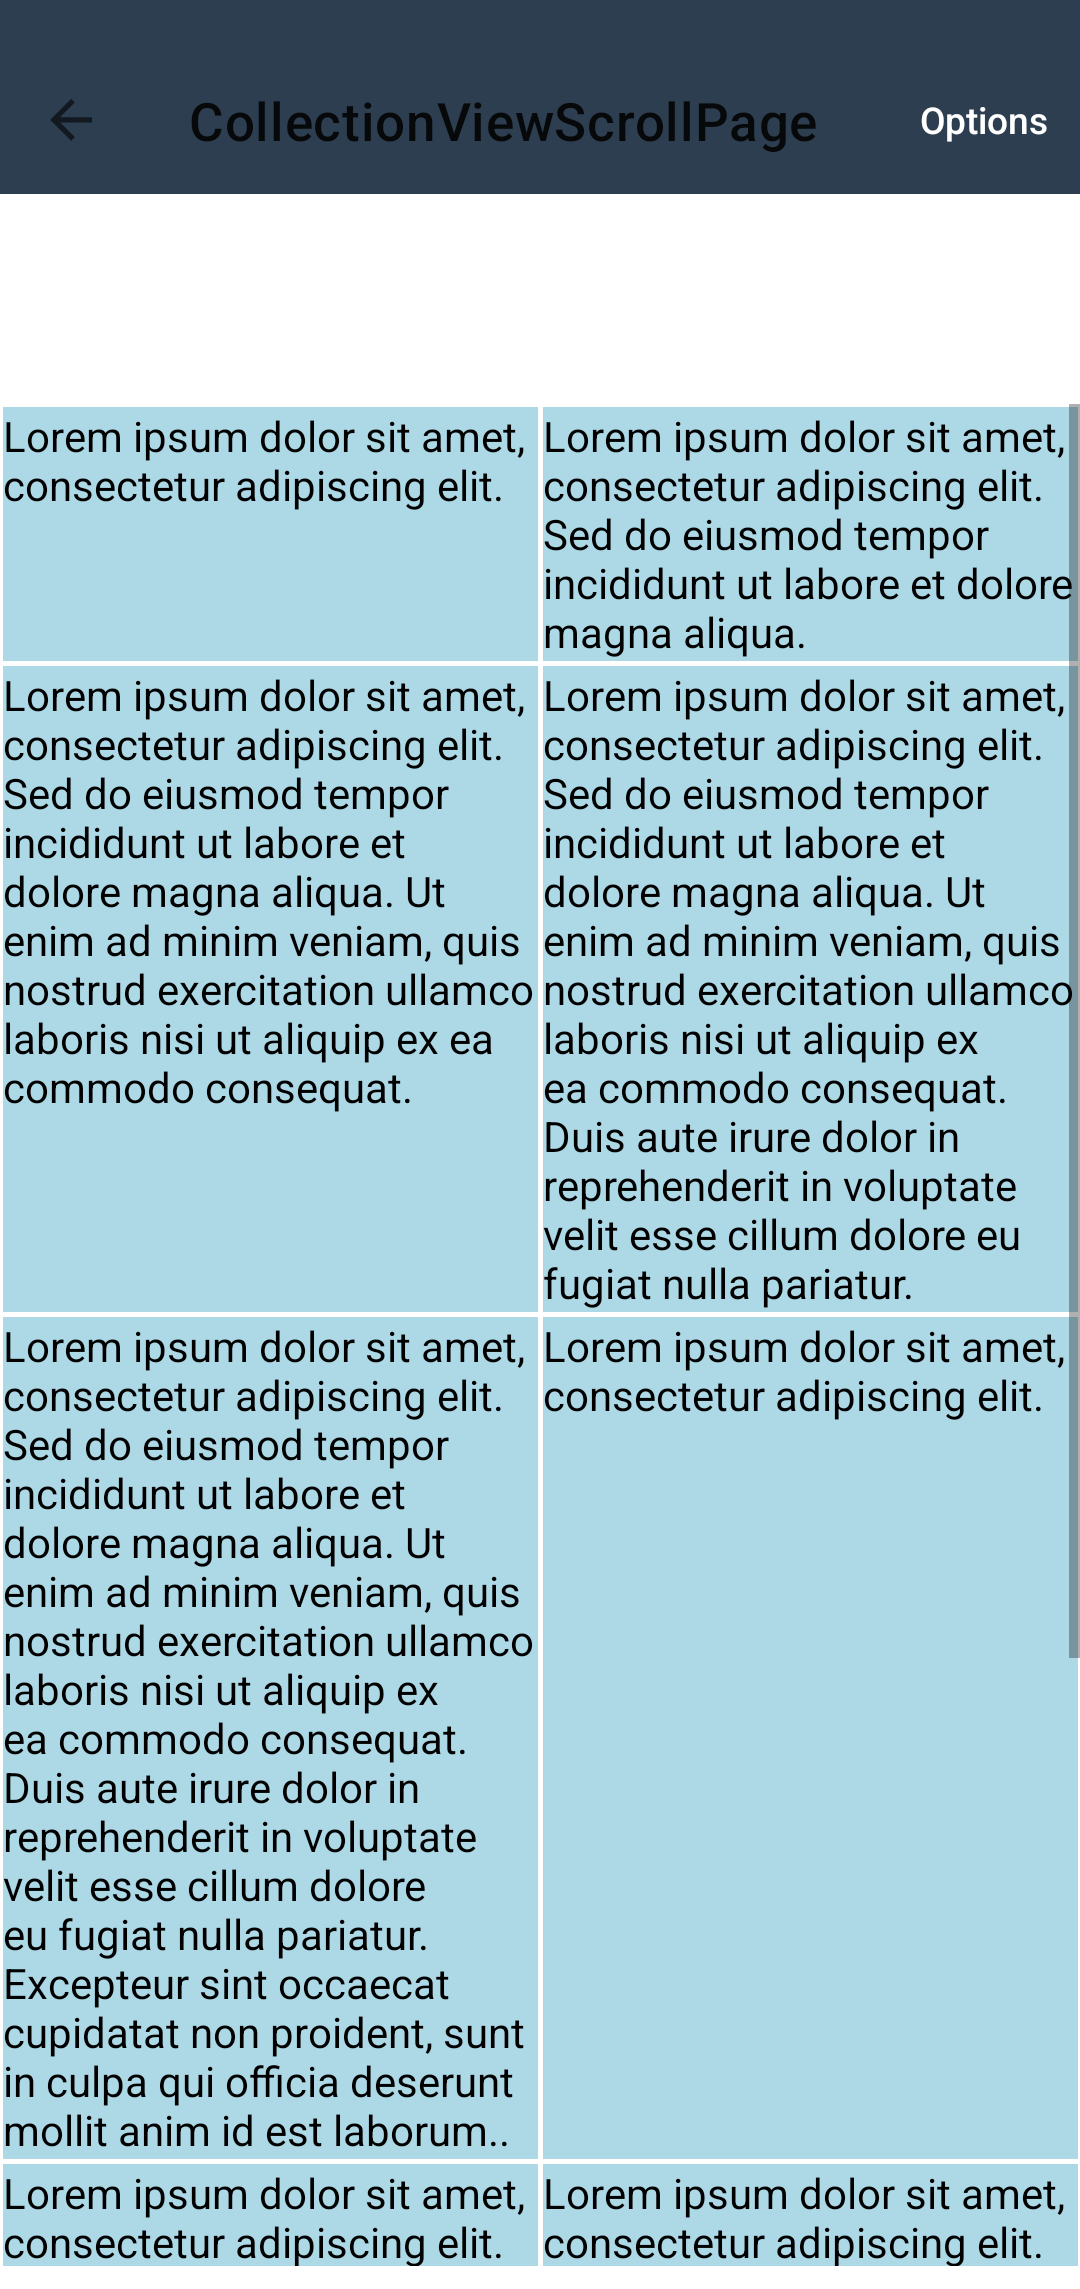 CollectionViewScrollPage
Options
Lorem ipsum dolor sit amet,
consectetur adipiscing elit.
Lorem ipsum dolor sit amet,
consectetur adipiscing elit.
Sed do eiusmod tempor
incididunt ut labore et dolore
magna aliqua.
Lorem ipsum dolor sit amet,
consectetur adipiscing elit.
Sed do eiusmod tempor
incididunt ut labore et
dolore magna aliqua. Ut
enim ad minim veniam, quis
nostrud exercitation ullamco
laboris nisi ut aliquip ex ea
commodo consequat.
Lorem ipsum dolor sit amet,
consectetur adipiscing elit.
Sed do eiusmod tempor
incididunt ut labore et
dolore magna aliqua. Ut
enim ad minim veniam, quis
nostrud exercitation ullamco
laboris nisi ut aliquip ex
ea commodo consequat.
Duis aute irure dolor in
reprehenderit in voluptate
velit esse cillum dolore eu
fugiat nulla pariatur.
Lorem ipsum dolor sit amet,
consectetur adipiscing elit.
Sed do eiusmod tempor
incididunt ut labore et
dolore magna aliqua. Ut
enim ad minim veniam, quis
nostrud exercitation ullamco
laboris nisi ut aliquip ex
ea commodo consequat.
Duis aute irure dolor in
reprehenderit in voluptate
velit esse cillum dolore
eu fugiat nulla pariatur.
Excepteur sint occaecat
cupidatat non proident, sunt
in culpa qui officia deserunt
mollit anim id est laborum..
Lorem ipsum dolor sit amet,
consectetur adipiscing elit.
Lorem ipsum dolor sit amet,
consectetur adipiscing elit.
Lorem ipsum dolor sit amet,
consectetur adipiscing elit.